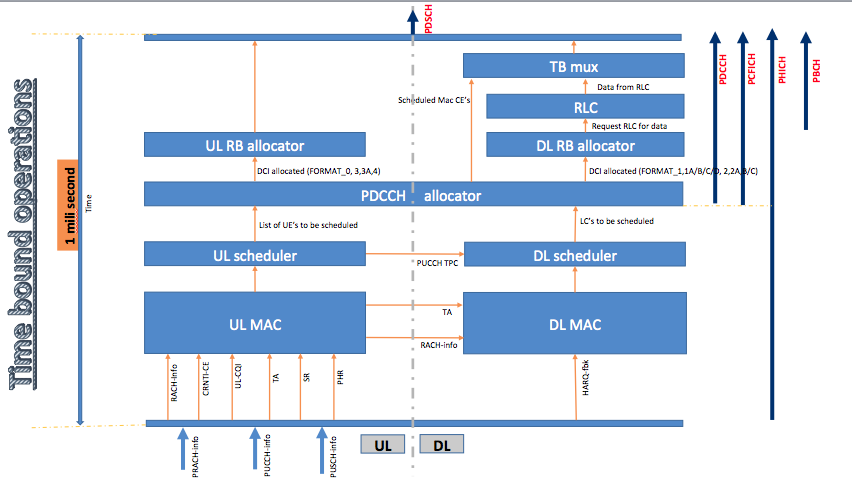 PDSCH
TB mux
Data from RLC
Scheduled Mac CE's
RLC
Request RLC for data
UL RB allocator
DL RB allocator
DCI allocated (FORMAT_0, 3,3A,4)
DCI allocated (FORMAT_1,1A/B/C/D, 2,2A,B/C)
PDCCH allocator
List of UE's to be scheduled
LC's to be scheduled
UL scheduler
PUCCH TPC
DL scheduler
UL MAC
TA
RACH-info
DL MAC
RACH-Info
CRNTI-CE
UL-CQI
TA
SR
PHR
HARQ-fbk
UL
DL
PRACH-info
PUCCH-info
PUSCH-info
PDCCH
PCFICH
PHICH
PBCH
Time bound operations
1 mili second
Time